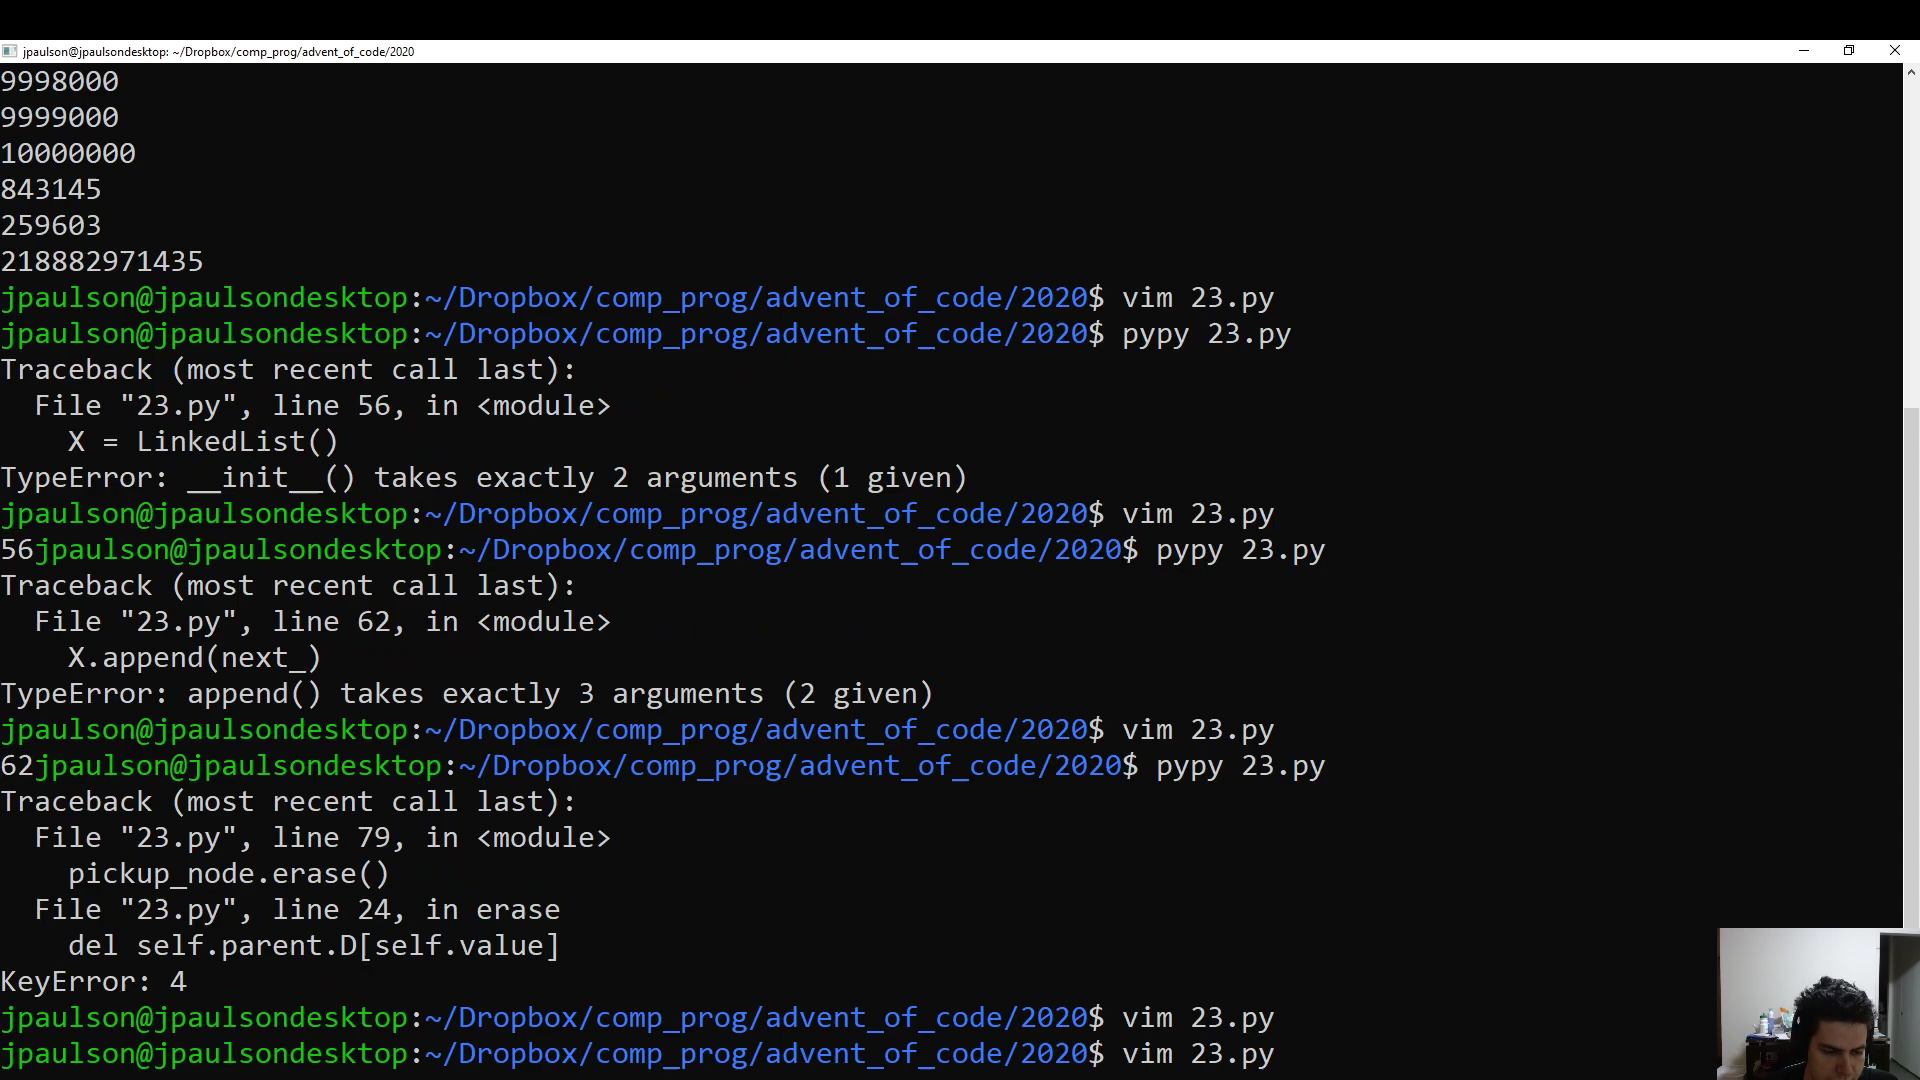 jpaulson@jpaulsondesktop: ~/Dropbox/comp_prog/advent_of_code/2020
9998000
9999000
10000000
843145
259603
218882971435
jpaulson@jpaulsondesktop:~/Dropbox/comp_prog/advent_of_code/2020$ vim 23.py
jpaulson@jpaulsondesktop:~/Dropbox/comp_prog/advent_of_code/2020$ pypy 23.py
Traceback (most recent call last):
  File "23.py", line 56, in <module>
    X = LinkedList()
TypeError: __init__() takes exactly 2 arguments (1 given)
jpaulson@jpaulsondesktop:~/Dropbox/comp_prog/advent_of_code/2020$ vim 23.py
56jpaulson@jpaulsondesktop:~/Dropbox/comp_prog/advent_of_code/2020$ pypy 23.py
Traceback (most recent call last):
  File "23.py", line 62, in <module>
    X.append(next_)
TypeError: append() takes exactly 3 arguments (2 given)
jpaulson@jpaulsondesktop:~/Dropbox/comp_prog/advent_of_code/2020$ vim 23.py
62jpaulson@jpaulsondesktop:~/Dropbox/comp_prog/advent_of_code/2020$ pypy 23.py
Traceback (most recent call last):
  File "23.py", line 79, in <module>
    pickup_node.erase()
  File "23.py", line 24, in erase
    del self.parent.D[self.value]
KeyError: 4
jpaulson@jpaulsondesktop:~/Dropbox/comp_prog/advent_of_code/2020$ vim 23.py
jpaulson@jpaulsondesktop:~/Dropbox/comp_prog/advent_of_code/2020$ vim 23.py